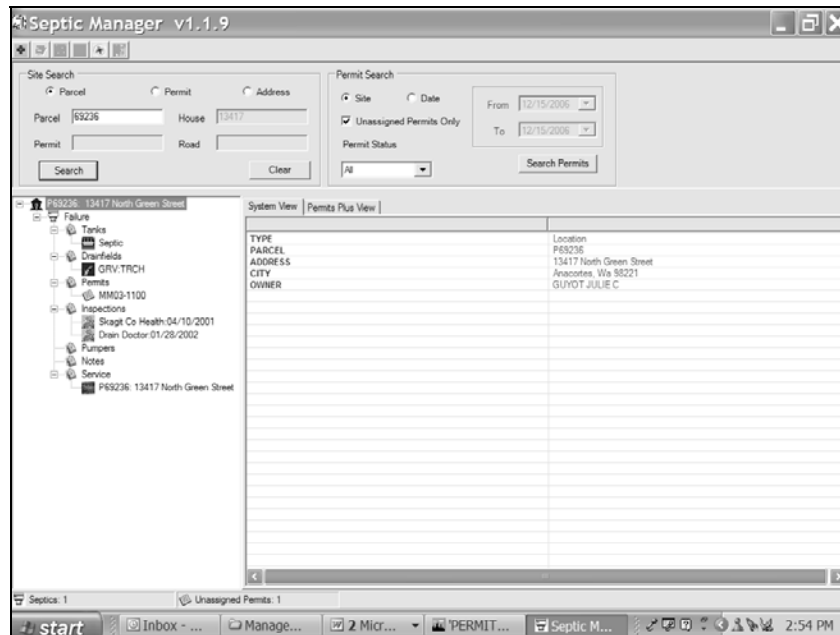 Septic Manager v1.1.9
Site Search
Parcel Permit Address
Parcel 69236 House 13417
Permit Road
Search Clear
Permit Search
Site Date
Unassigned Permits Only
Permit Status
All
From 12/15/2006
To 12/15/2006
Search Permits
P69236: 13417 North Green Street
Failure
Tanks
Septic
Drainfields
GRV:TRCH
Permits
MM03-1100
Inspections
Skagit Co Health:04/10/2001
Drain Doctor:01/28/2002
Pumpers
Notes
Service
P69236: 13417 North Green Street
System View Permits Plus View
TYPE Location
PARCEL P69236
ADDRESS 13417 North Green Street
CITY Anacortes, Wa 98221
OWNER GUYOT JULIE C
Septics: 1 Unassigned Permits: 1
start Inbox - ... Manage... 2 Micr... 'PERMIT... Septic M... 2:54 PM